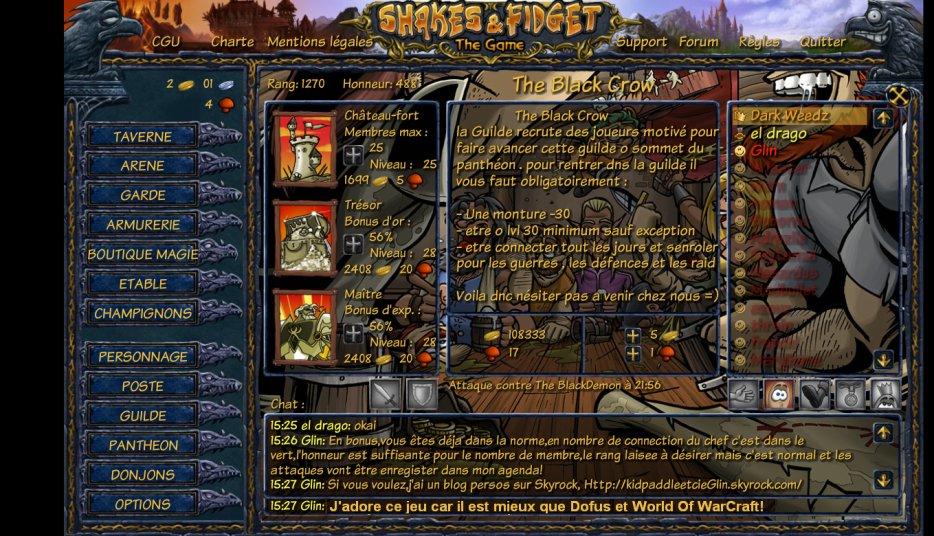 SHAKES & FIDGET
The Game
CGU
Charte
Mentions légales
Support
Forum
Règles
Quitter
2 01
4
TAVERNE
ARENE
GARDE
ARMURERIE
BOUTIQUE MAGIE
ETABLE
CHAMPIGNONS
PERSONNAGE
POSTE
GUILDE
PANTHEON
DONJONS
OPTIONS
Rang: 1270
Honneur:
The Black Crow
Château-fort
Membres max :
25
Niveau : 25
1699 5
Trésor
Bonus d'or :
56%
Niveau : 28
2408 20
Maître
Bonus d'exp. :
56%
Niveau : 28
2408 20
The Black Crow
la Guilde recrute des joueurs motivé pour
faire avancer cette guilde o sommet du
panthéon . pour rentrer dns la guilde il
vous faut obligatoirement :
- Une monture -30
- etre o lvl 30 minimum sauf exception
- etre connecter tout les jours et senroler
pour les guerres , les défences et les raid
Voila dnc nésiter pas a venir chez nous =)
108333
17
5
1
Dark Weedz
el drago
Glin
Attaque contre The BlackDemon à 21:56
Chat :
15:25 el drago: okai
15:26 Glin: En bonus,vous êtes déja dans la norme,en nombre de connection du chef c'est dans le
vert,l'honneur est suffisante pour le nombre de membre,le rang laisee à désirer mais c'est normal et les
attaques vont être enregister dans mon agenda!
15:27 Glin: Si vous voulez,j'ai un blog persos sur Skyrock, Http://kidpaddleetcieGlin.skyrock.com/
15:27 Glin: J'adore ce jeu car il est mieux que Dofus et World Of WarCraft!